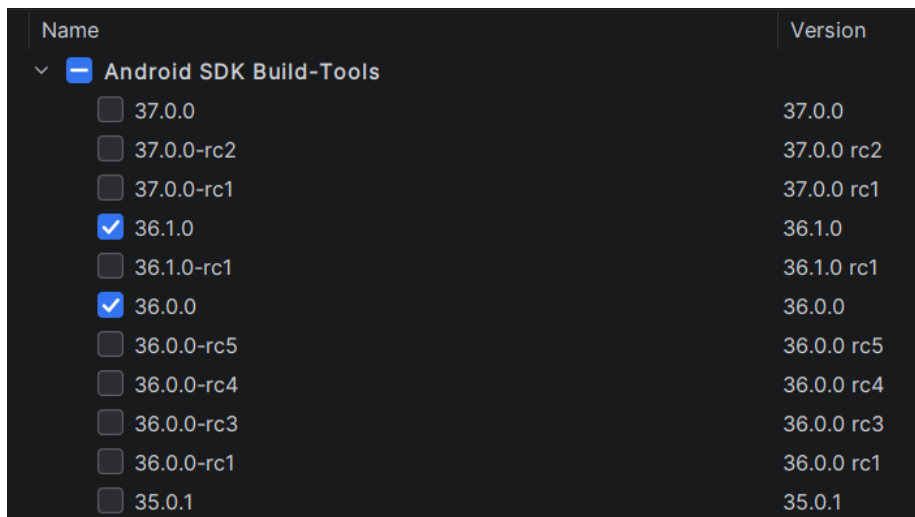 Name Version
Android SDK Build-Tools
37.0.0 37.0.0
37.0.0-rc2 37.0.0 rc2
37.0.0-rc1 37.0.0 rc1
36.1.0 36.1.0
36.1.0-rc1 36.1.0 rc1
36.0.0 36.0.0
36.0.0-rc5 36.0.0 rc5
36.0.0-rc4 36.0.0 rc4
36.0.0-rc3 36.0.0 rc3
36.0.0-rc1 36.0.0 rc1
35.0.1 35.0.1